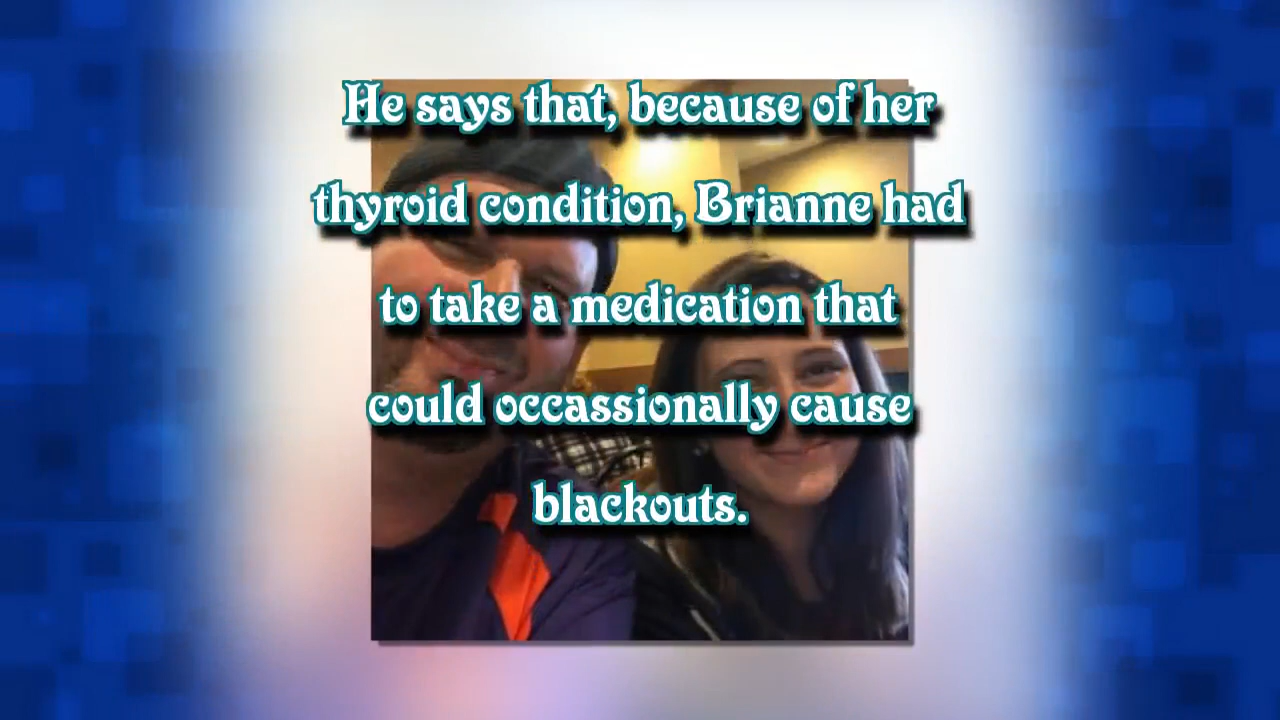 He says that, because of her
thyroid condition, Brianne had
to take a medication that
could occassionally cause
blackouts.